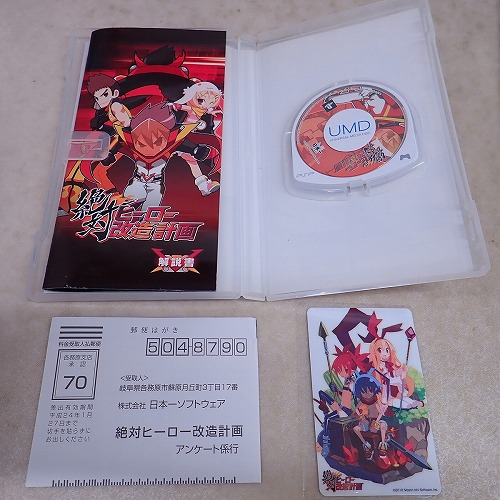 絶対ヒーロー
改造計画
解説書
UMD
PSP
料金受取人払郵便
各務原支店
承認
70
差出有効期間
平成24年1月
27日まで
切手を貼らずに
お出しください
郵便はがき
5048790
<受取人>
岐阜県各務原市蘇原月丘町3丁目17番
株式会社 日本一ソフトウェア
絶対ヒーロー改造計画
アンケート係行
絶対ヒーロー
改造計画